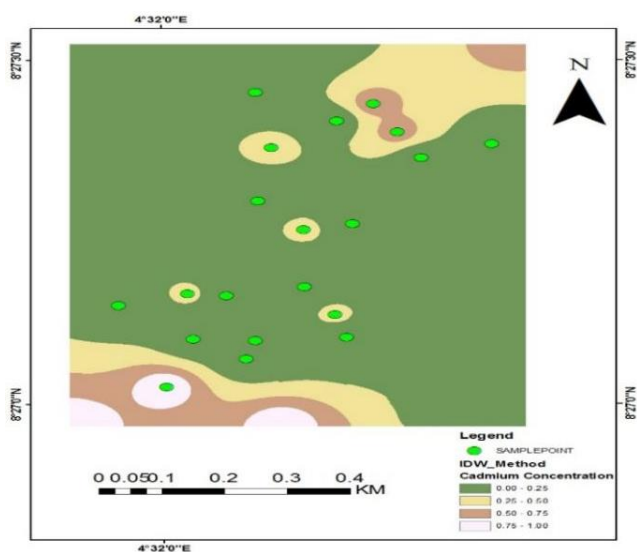 4°32'0"E
8°27'30"N
8°27'30"N
N
8°27'0"N
8°27'0"N
0 0.05 0.1 0.2 0.3 0.4
KM
Legend
SAMPLEPOINT
IDW_Method
Cadmium Concentration
0.00 - 0.25
0.25 - 0.50
0.50 - 0.75
0.75 - 1.00
4°32'0"E